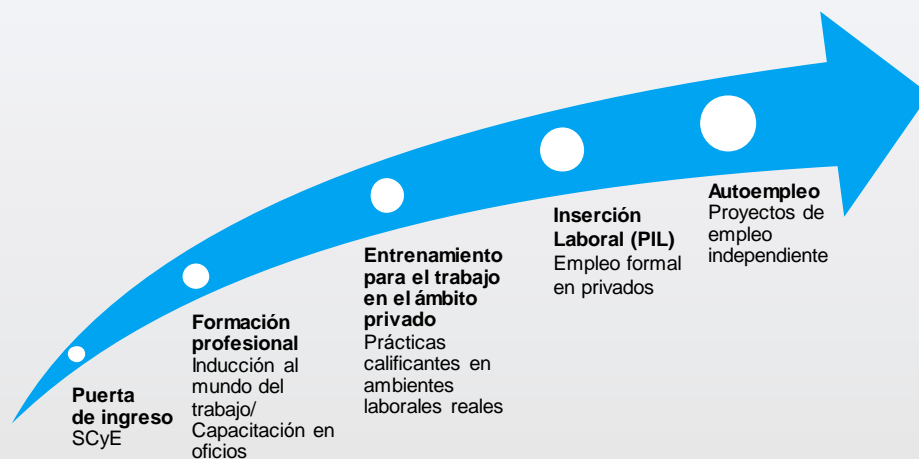 Puerta
de ingreso
SCyE
Formación
profesional
Inducción al
mundo del
trabajo/
Capacitación en
oficios
Entrenamiento
para el trabajo
en el ámbito
privado
Prácticas
calificantes en
ambientes
laborales reales
Inserción
Laboral (PIL)
Empleo formal
en privados
Autoempleo
Proyectos de
empleo
independiente